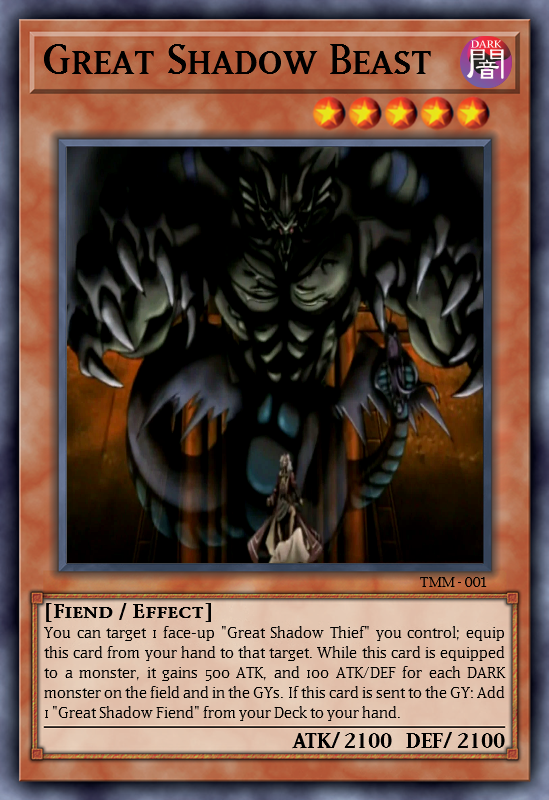 Great Shadow Beast
DARK
闇
TMM - 001
[Fiend / Effect]
You can target 1 face-up "Great Shadow Thief" you control; equip
this card from your hand to that target. While this card is equipped
to a monster, it gains 500 ATK, and 100 ATK/DEF for each DARK
monster on the field and in the GYs. If this card is sent to the GY: Add
1 "Great Shadow Fiend" from your Deck to your hand.
ATK/ 2100 DEF/ 2100